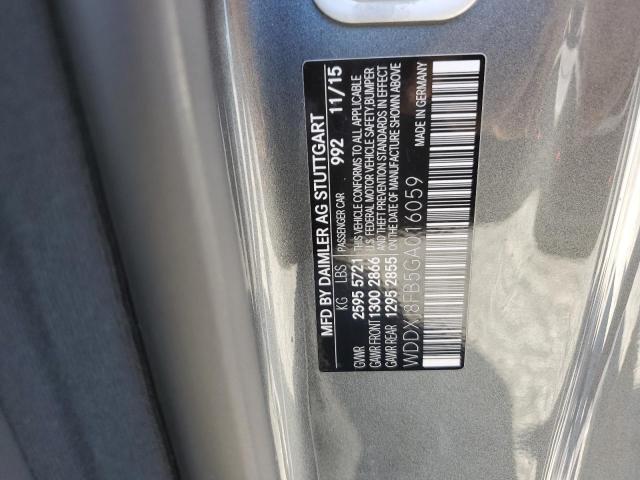 MFD BY DAIMLER AG STUTTGART
KG LBS PASSENGER CAR 992 11/15
GVWR 2595 5721 THIS VEHICLE CONFORMS TO ALL APPLICABLE
GAWR FRONT 1300 2866 U.S. FEDERAL MOTOR VEHICLE SAFETY, BUMPER
GAWR REAR 1295 2855 AND THEFT PREVENTION STANDARDS IN EFFECT
ON THE DATE OF MANUFACTURE SHOWN ABOVE
WDDXJ8FB5GA016059 MADE IN GERMANY